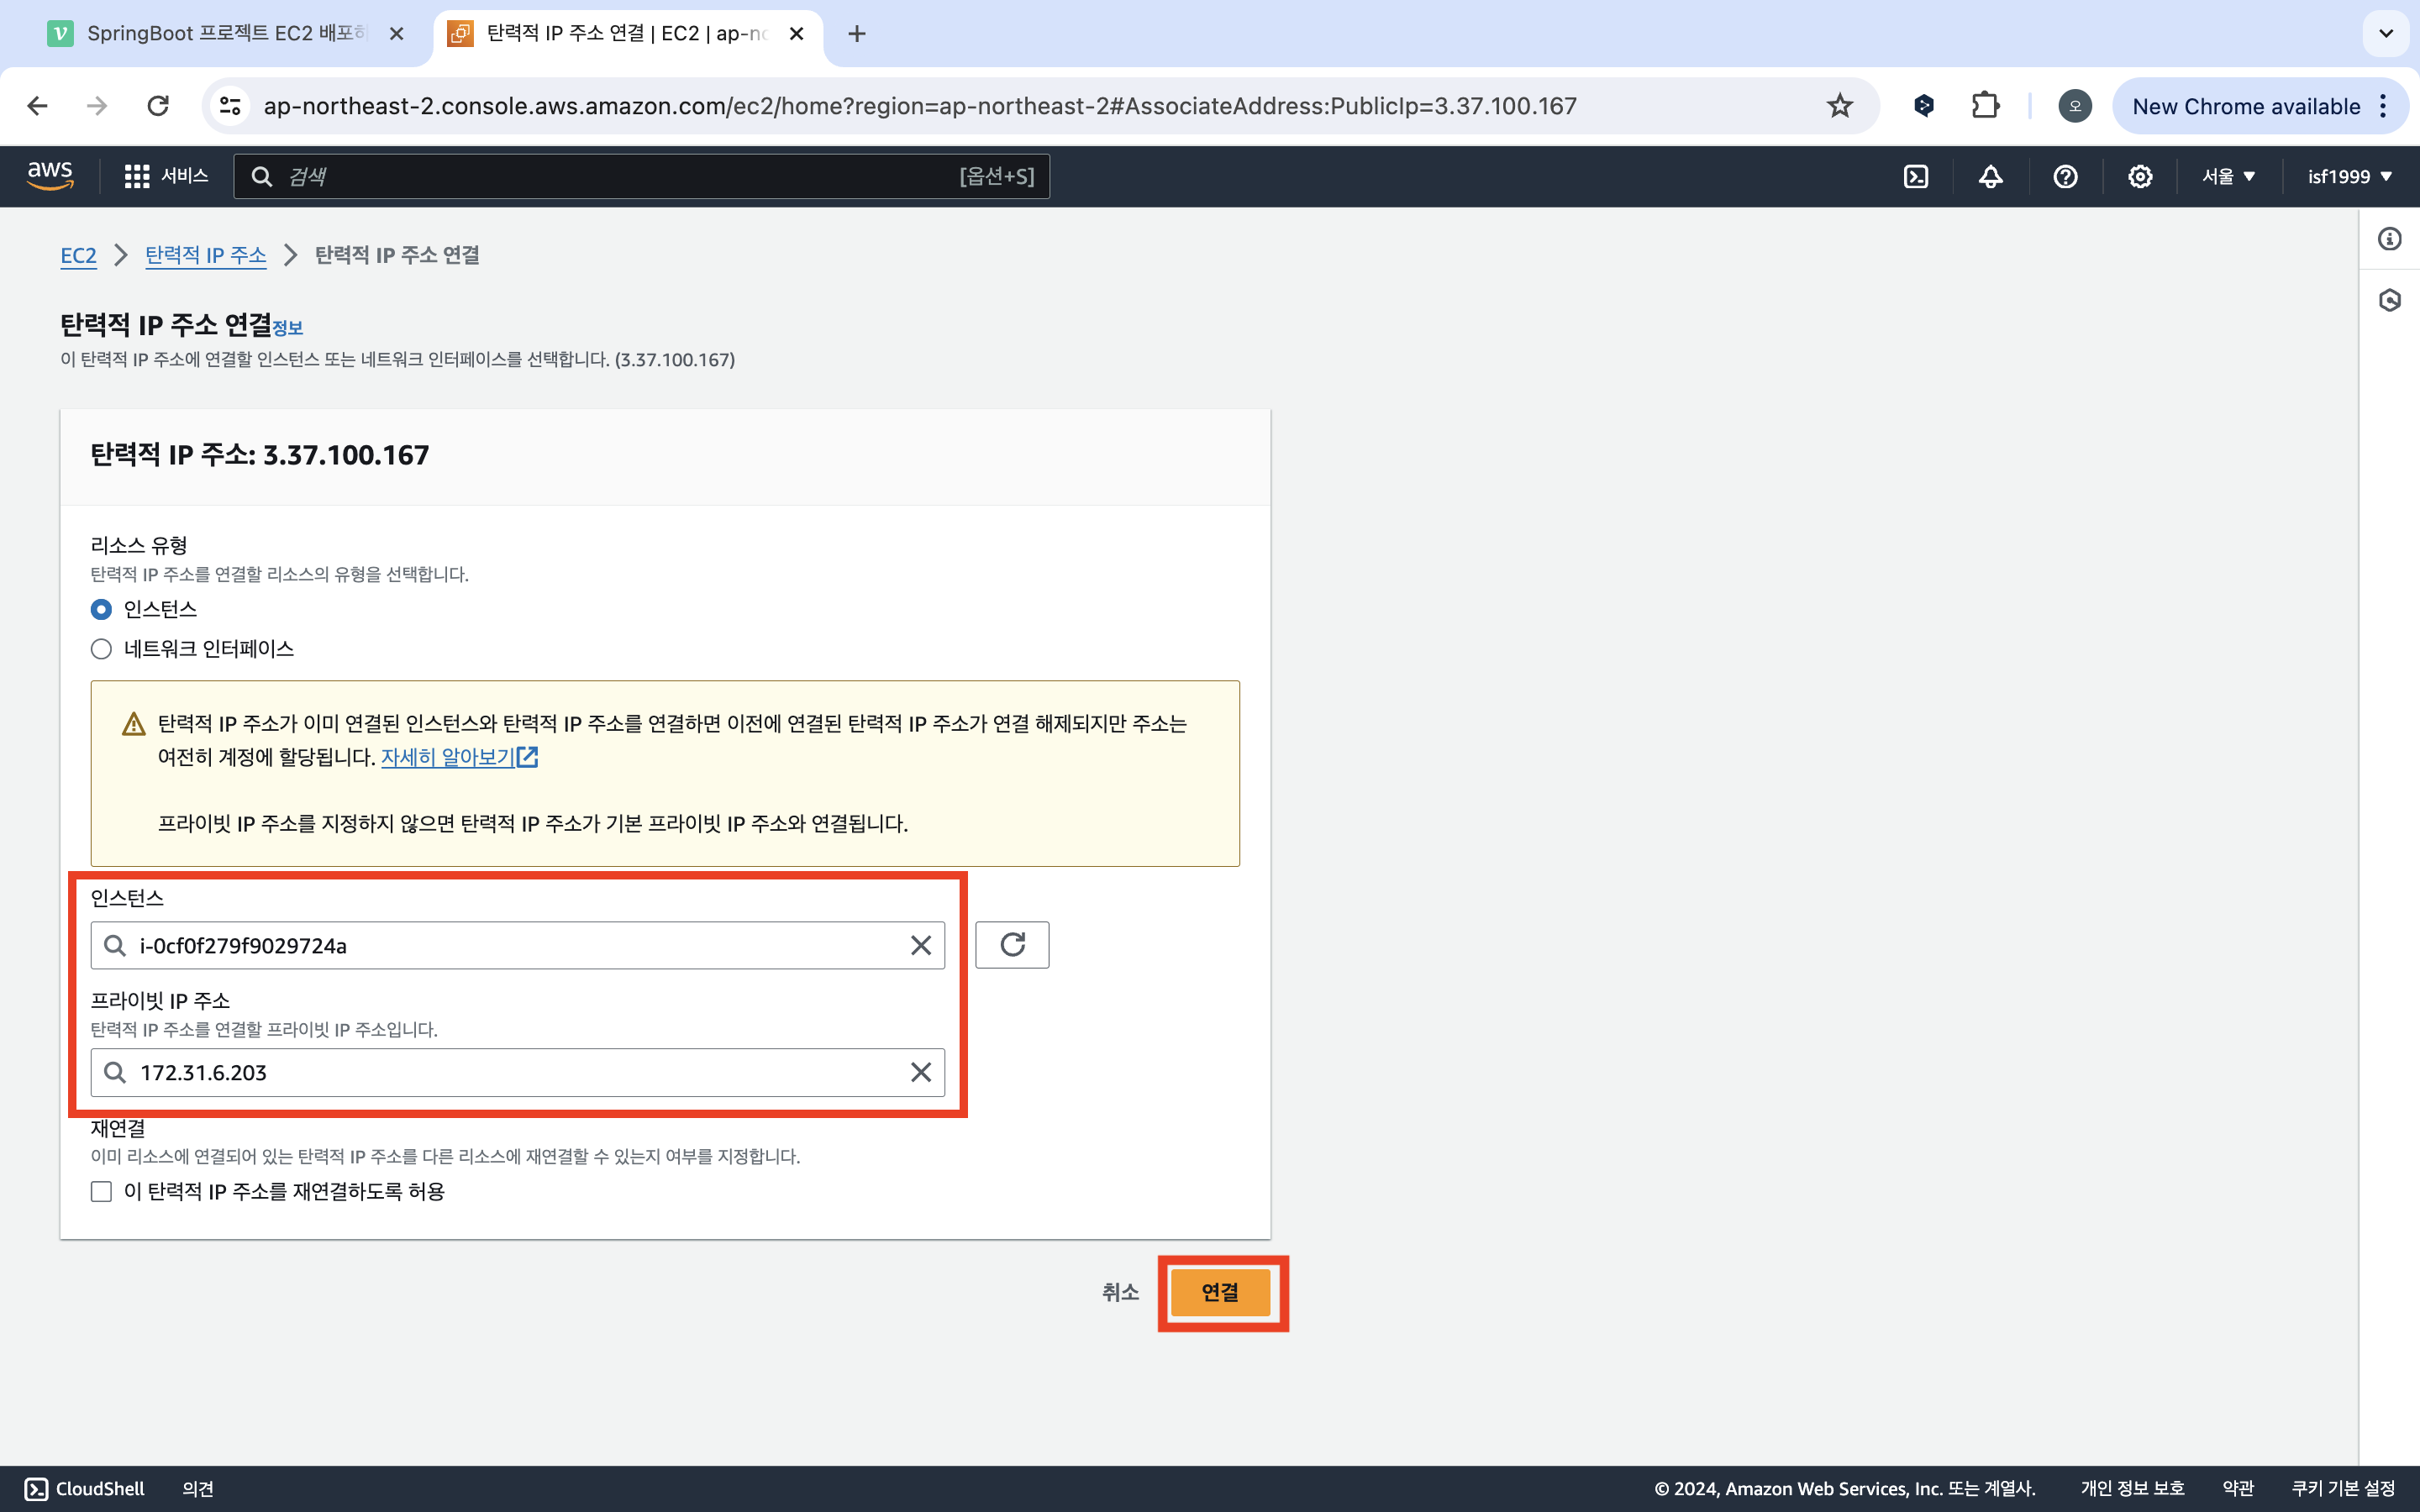 SpringBoot 프로젝트 EC2 배포하
탄력적 IP 주소 연결 | EC2 | ap-no
ap-northeast-2.console.aws.amazon.com/ec2/home?region=ap-northeast-2#AssociateAddress:PublicIp=3.37.100.167
오
New Chrome available
aws
서비스
검색
[옵션+S]
서울
isf1999
EC2
탄력적 IP 주소
탄력적 IP 주소 연결
탄력적 IP 주소 연결 정보
이 탄력적 IP 주소에 연결할 인스턴스 또는 네트워크 인터페이스를 선택합니다. (3.37.100.167)
탄력적 IP 주소: 3.37.100.167
리소스 유형
탄력적 IP 주소를 연결할 리소스의 유형을 선택합니다.
인스턴스
네트워크 인터페이스
탄력적 IP 주소가 이미 연결된 인스턴스와 탄력적 IP 주소를 연결하면 이전에 연결된 탄력적 IP 주소가 연결 해제되지만 주소는
여전히 계정에 할당됩니다. 자세히 알아보기
프라이빗 IP 주소를 지정하지 않으면 탄력적 IP 주소가 기본 프라이빗 IP 주소와 연결됩니다.
인스턴스
i-0cf0f279f9029724a
프라이빗 IP 주소
탄력적 IP 주소를 연결할 프라이빗 IP 주소입니다.
172.31.6.203
재연결
이미 리소스에 연결되어 있는 탄력적 IP 주소를 다른 리소스에 재연결할 수 있는지 여부를 지정합니다.
이 탄력적 IP 주소를 재연결하도록 허용
취소
연결
CloudShell
의견
© 2024, Amazon Web Services, Inc. 또는 계열사.
개인 정보 보호
약관
쿠키 기본 설정